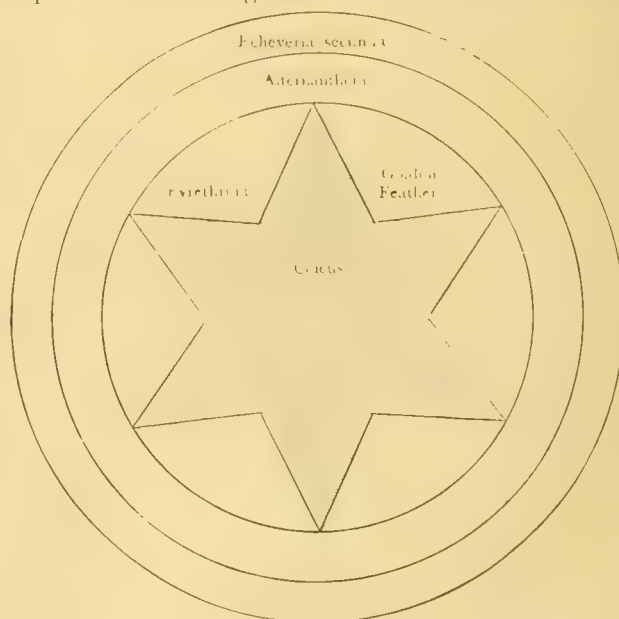 Echeveria secunda
Alternanthera
Pyrethrum
Golden
Feather
Coleus